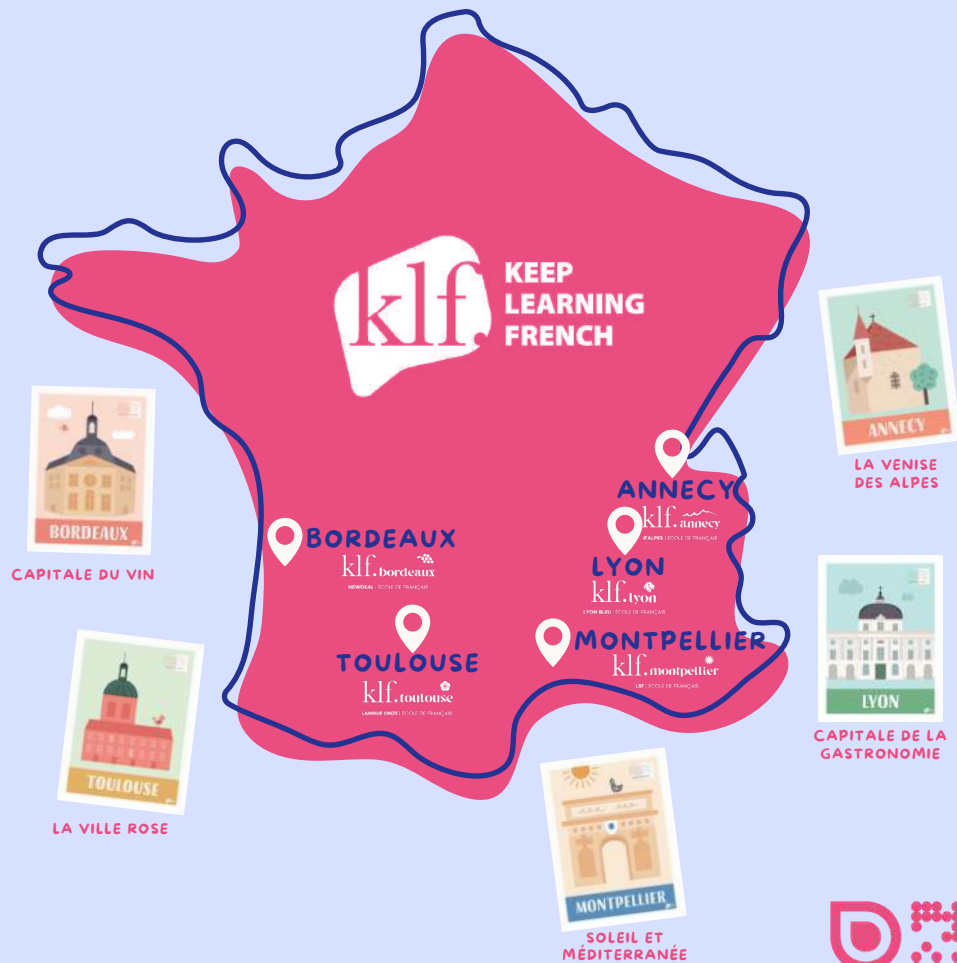 klf.
KEEP
LEARNING
FRENCH
ANNECY
klf.annecy
IFALPES | ÉCOLE DE FRANÇAIS
BORDEAUX
klf.bordeaux
NEWDEAL | ÉCOLE DE FRANÇAIS
LYON
klf.lyon
LYON BLEU | ÉCOLE DE FRANÇAIS
TOULOUSE
klf.toulouse
LANGUE ONZE | ÉCOLE DE FRANÇAIS
MONTPELLIER
klf.montpellier
LSF | ÉCOLE DE FRANÇAIS
BORDEAUX
CAPITALE DU VIN
TOULOUSE
LA VILLE ROSE
ANNECY
LA VENISE
DES ALPES
LYON
CAPITALE DE LA
GASTRONOMIE
MONTPELLIER
SOLEIL ET
MÉDITERRANÉE